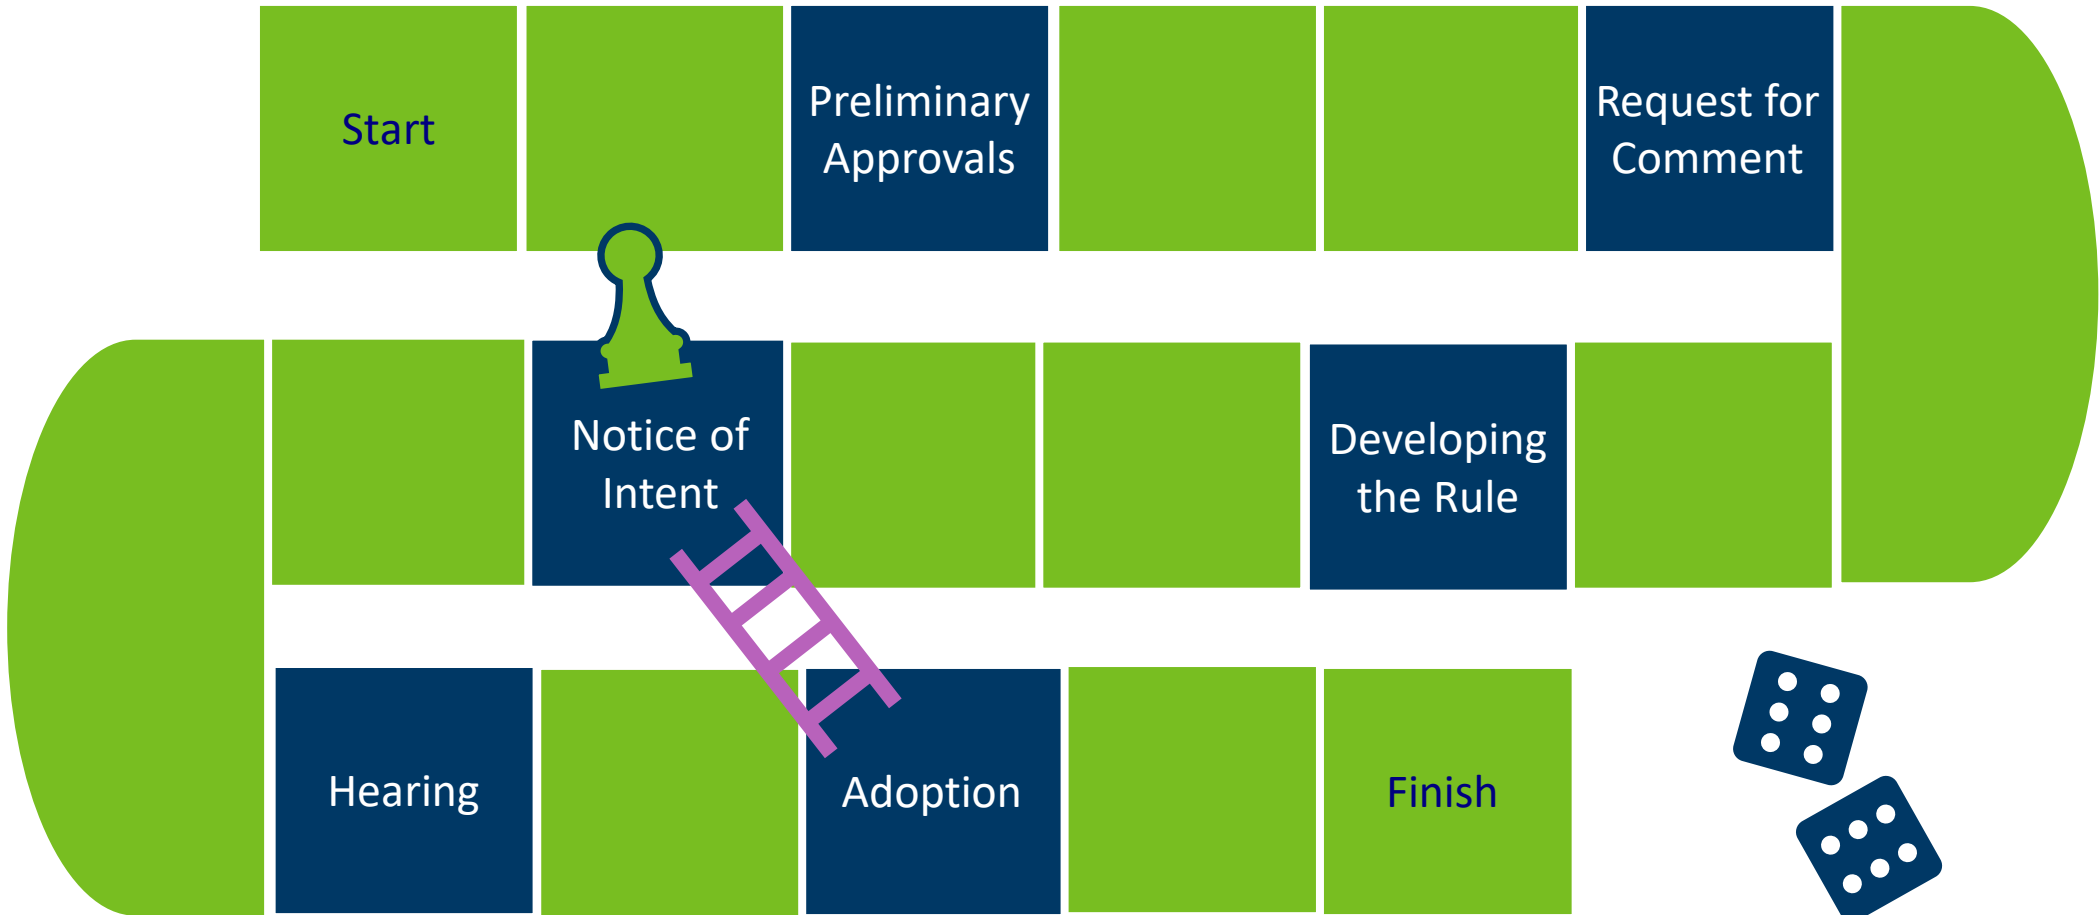 Start
Preliminary
Approvals
Request for
Comment
Notice of
Intent
Developing
the Rule
Hearing
Adoption
Finish